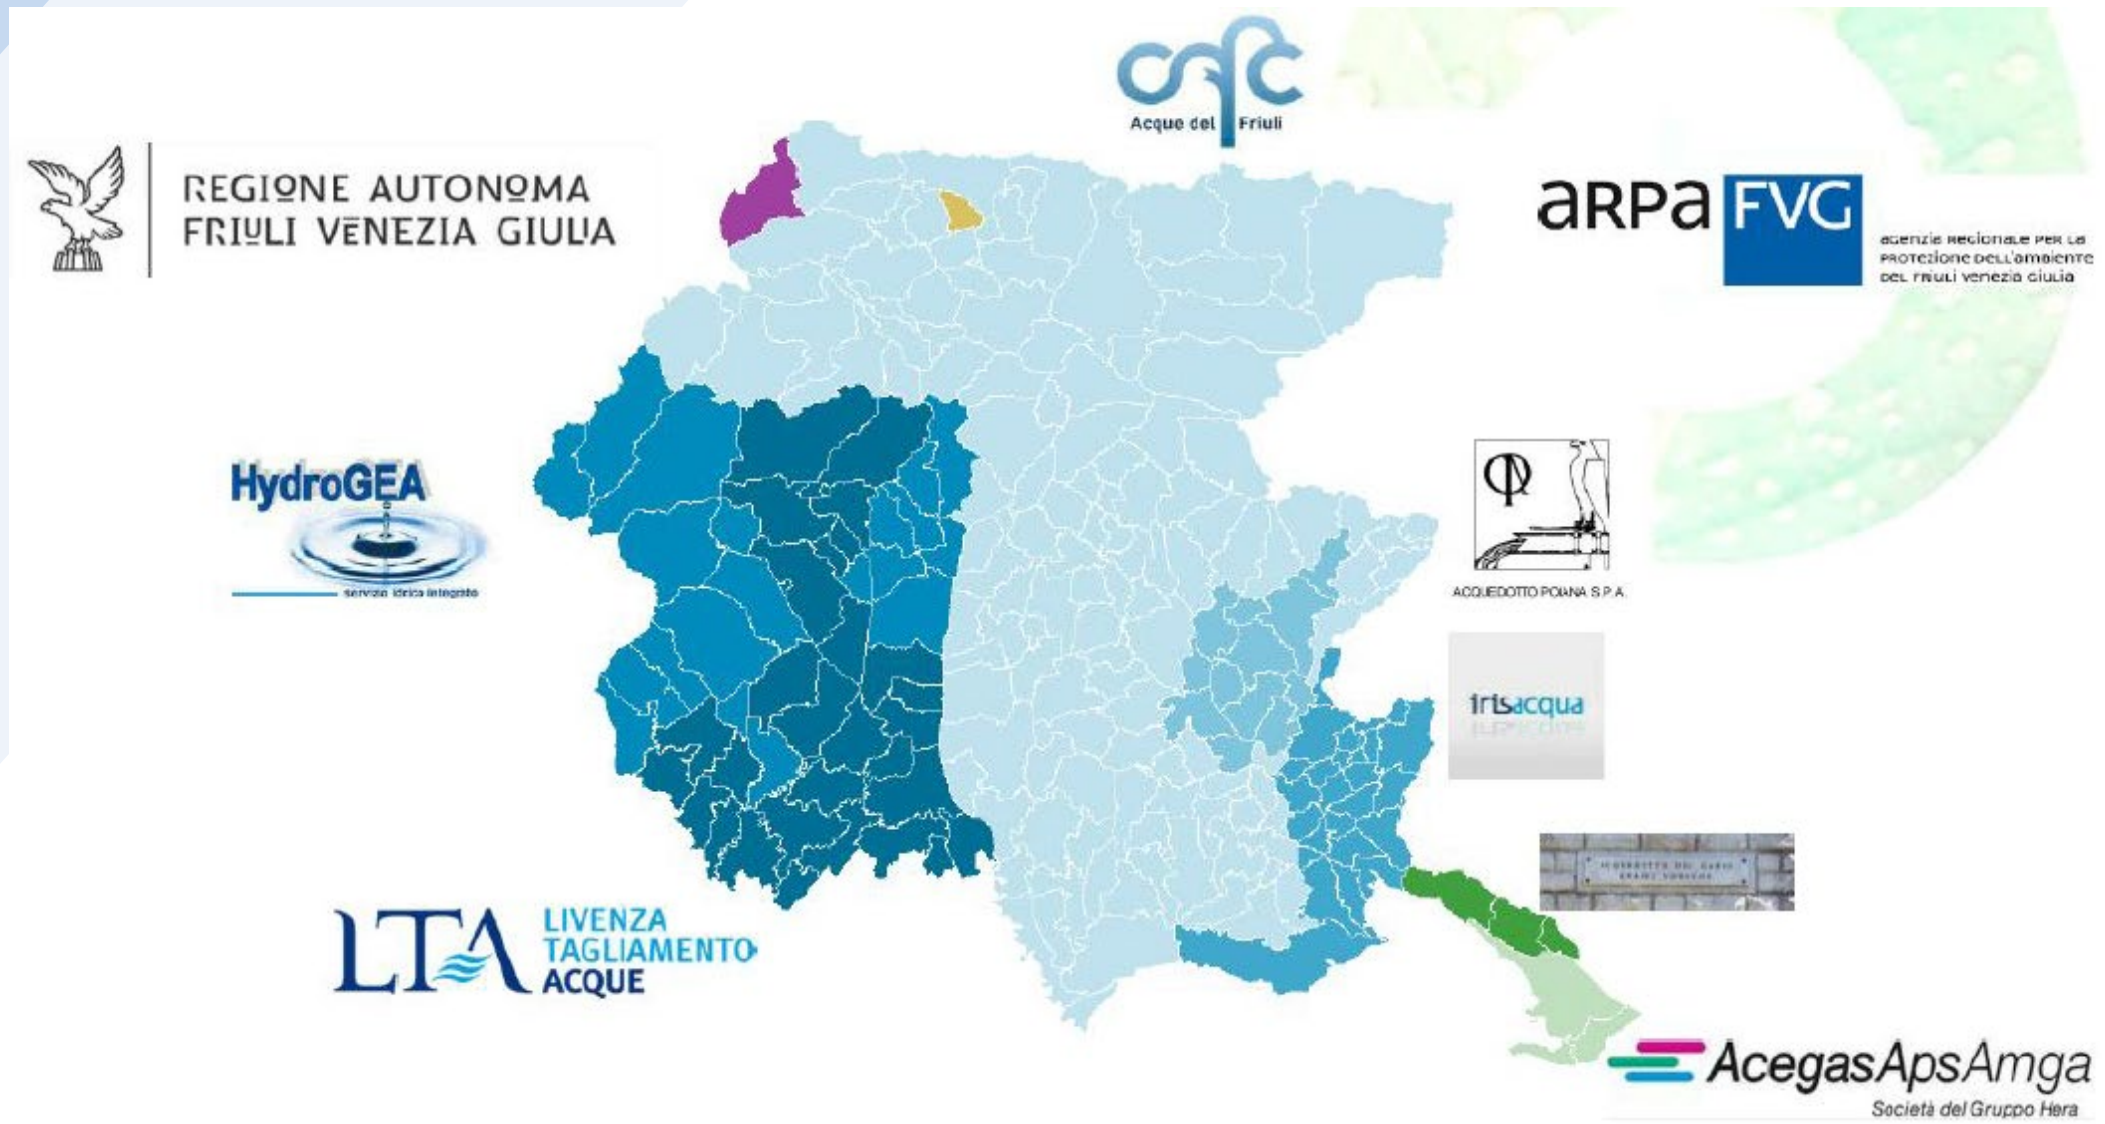 cafc
Acque del Friuli
REGIONE AUTONOMA
FRIULI VENEZIA GIULIA
aRPa FVG
agenzia regionale per la
protezione dell'ambiente
del friuli venezia giulia
HydroGEA
servizio idrico integrato
ACQUEDOTTO POIANA S.P.A.
irisacqua
LTA
LIVENZA
TAGLIAMENTO
ACQUE
AcegasApsAmga
Società del Gruppo Hera